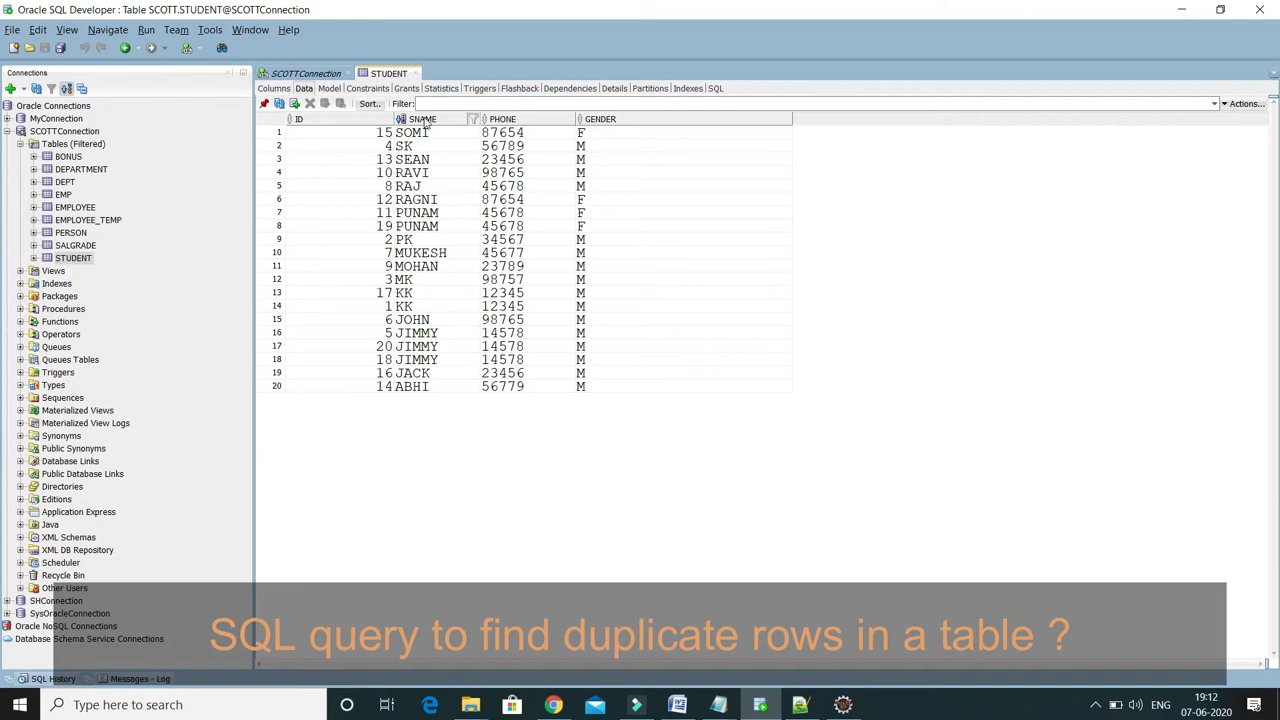 Oracle SQL Developer : Table SCOTT.STUDENT@SCOTTConnection
File Edit View Navigate Run Team Tools Window Help
Connections
SCOTTConnection STUDENT
Columns Data Model Constraints Grants Statistics Triggers Flashback Dependencies Details Partitions Indexes SQL
Sort.. Filter: Actions...
Oracle Connections
MyConnection
SCOTTConnection
Tables (Filtered)
BONUS
DEPARTMENT
DEPT
EMP
EMPLOYEE
EMPLOYEE_TEMP
PERSON
SALGRADE
STUDENT
Views
Indexes
Packages
Procedures
Functions
Operators
Queues
Queues Tables
Triggers
Types
Sequences
Materialized Views
Materialized View Logs
Synonyms
Public Synonyms
Database Links
Public Database Links
Directories
Editions
Application Express
Java
XML Schemas
XML DB Repository
Scheduler
Recycle Bin
Other Users
SHConnection
SysOracleConnection
Oracle NoSQL Connections
Database Schema Service Connections
ID SNAME PHONE GENDER
1 15 SOMI 87654 F
2 4 SK 56789 M
3 13 SEAN 23456 M
4 10 RAVI 98765 M
5 8 RAJ 45678 M
6 12 RAGNI 87654 F
7 11 PUNAM 45678 F
8 19 PUNAM 45678 F
9 2 PK 34567 M
10 7 MUKESH 45677 M
11 9 MOHAN 23789 M
12 3 MK 98757 M
13 17 KK 12345 M
14 1 KK 12345 M
15 6 JOHN 98765 M
16 5 JIMMY 14578 M
17 20 JIMMY 14578 M
18 18 JIMMY 14578 M
19 16 JACK 23456 M
20 14 ABHI 56779 M
SQL query to find duplicate rows in a table ?
SQL History Messages - Log
Type here to search
ENG
19:12
07-06-2020